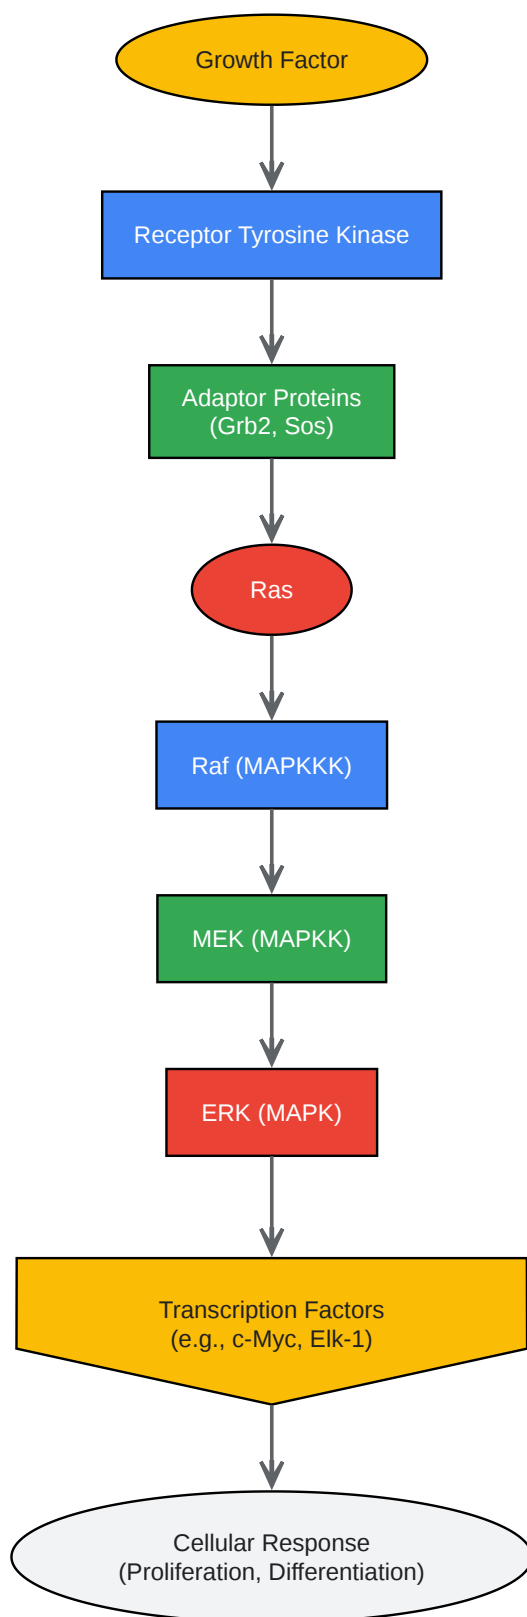 Growth Factor
Receptor Tyrosine Kinase
Adaptor Proteins
(Grb2, Sos)
Ras
Raf (MAPKKK)
MEK (MAPKK)
ERK (MAPK)
Transcription Factors
(e.g., c-Myc, Elk-1)
Cellular Response
(Proliferation, Differentiation)